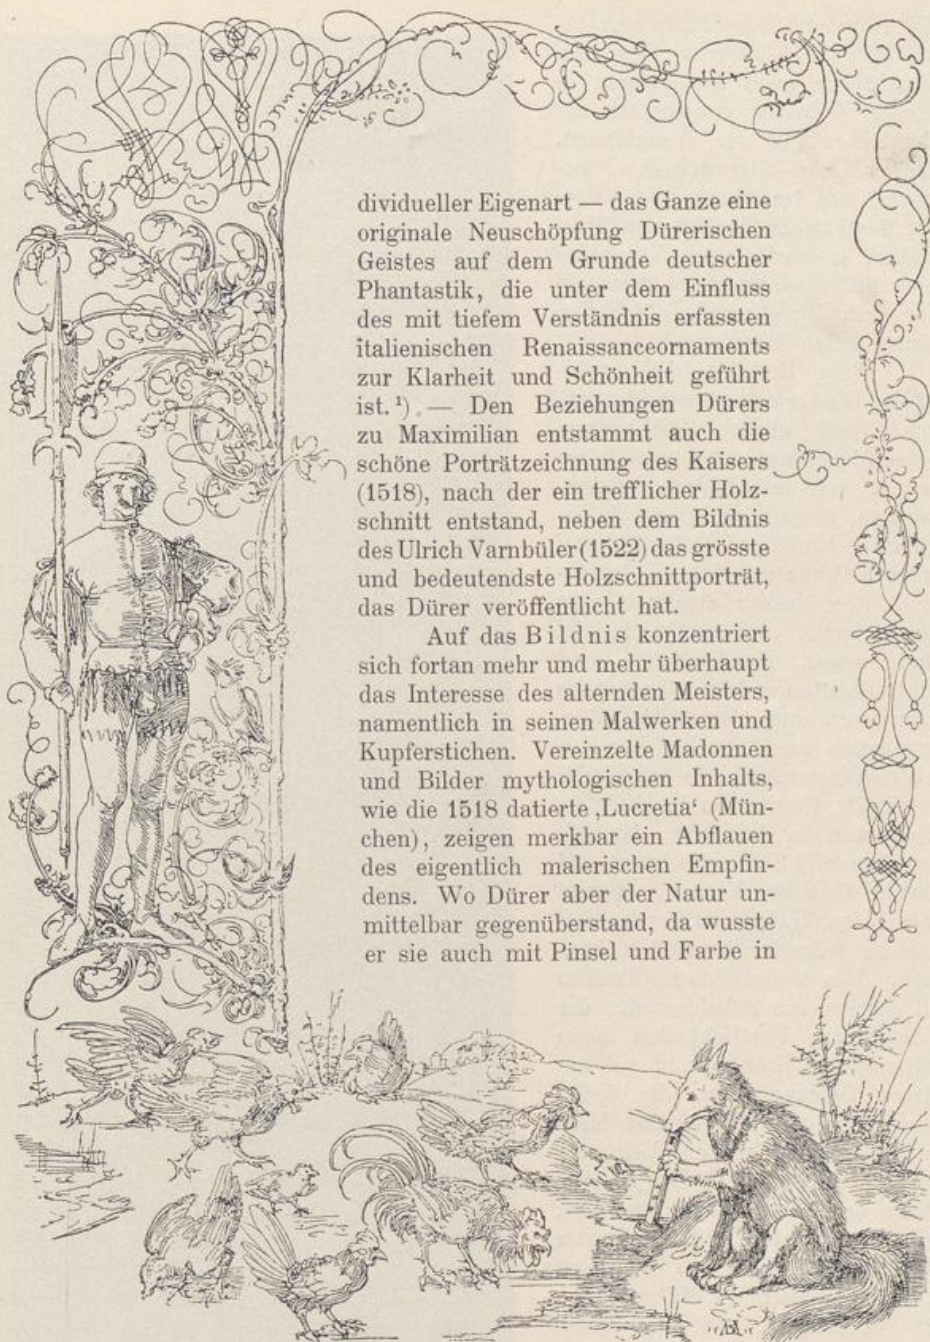 dividueller Eigenart — das Ganze eine
originale Neuschöpfung Dürerischen
Geistes auf dem Grunde deutscher
Phantastik, die unter dem Einfluss
des mit tiefem Verständnis erfassten
italienischen Renaissanceornaments
zur Klarheit und Schönheit geführt
ist.¹) — Den Beziehungen Dürers
zu Maximilian entstammt auch die
schöne Porträtzeichnung des Kaisers
(1518), nach der ein trefflicher Holz-
schnitt entstand, neben dem Bildnis
des Ulrich Varnbüler (1522) das grösste
und bedeutendste Holzschnittporträt,
das Dürer veröffentlicht hat.
Auf das Bildnis konzentriert
sich fortan mehr und mehr überhaupt
das Interesse des alternden Meisters,
namentlich in seinen Malwerken und
Kupferstichen. Vereinzelte Madonnen
und Bilder mythologischen Inhalts,
wie die 1518 datierte ‚Lucretia‘ (Mün-
chen), zeigen merkbar ein Abflauen
des eigentlich malerischen Empfin-
dens. Wo Dürer aber der Natur un-
mittelbar gegenüberstand, da wusste
er sie auch mit Pinsel und Farbe in
AD